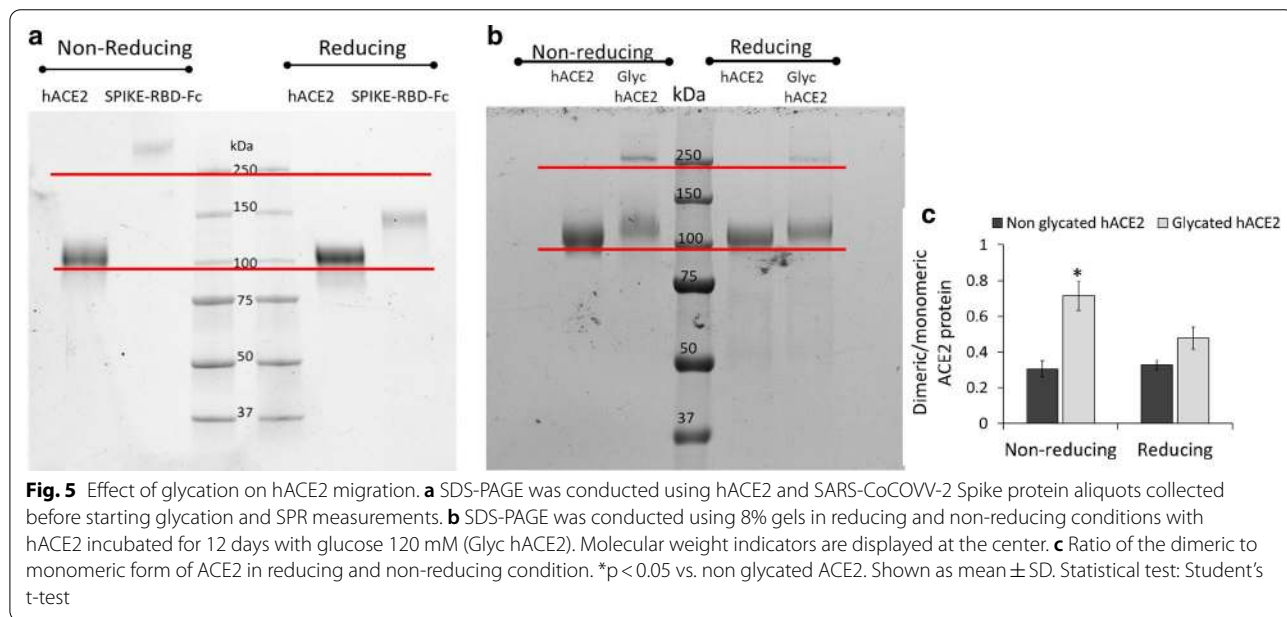 a
Non-Reducing
Reducing
hACE2 SPIKE-RBD-Fc
hACE2 SPIKE-RBD-Fc
kDa
250
150
100
75
50
37
b
Non-reducing
Reducing
hACE2
Glyc
hACE2
kDa
hACE2
Glyc
hACE2
250
150
100
75
50
37
c
Non glycated hACE2
Glycated hACE2
Dimeric/monomeric
ACE2 protein
1
0.8
0.6
0.4
0.2
0
*
Non-reducing
Reducing
Fig. 5 Effect of glycation on hACE2 migration. a SDS-PAGE was conducted using hACE2 and SARS-CoCOVV-2 Spike protein aliquots collected
before starting glycation and SPR measurements. b SDS-PAGE was conducted using 8% gels in reducing and non-reducing conditions with
hACE2 incubated for 12 days with glucose 120 mM (Glyc hACE2). Molecular weight indicators are displayed at the center. c Ratio of the dimeric to
monomeric form of ACE2 in reducing and non-reducing condition. *p < 0.05 vs. non glycated ACE2. Shown as mean ± SD. Statistical test: Student's
t-test